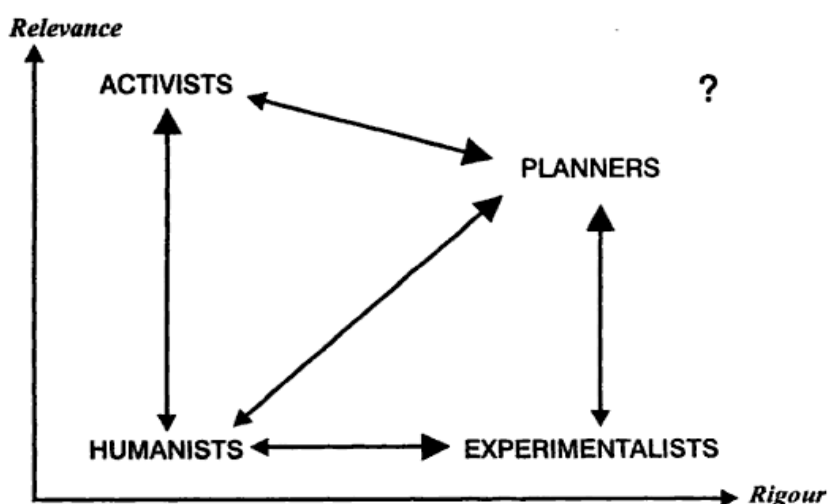 Relevance
ACTIVISTS
?
PLANNERS
HUMANISTS
EXPERIMENTALISTS
Rigour